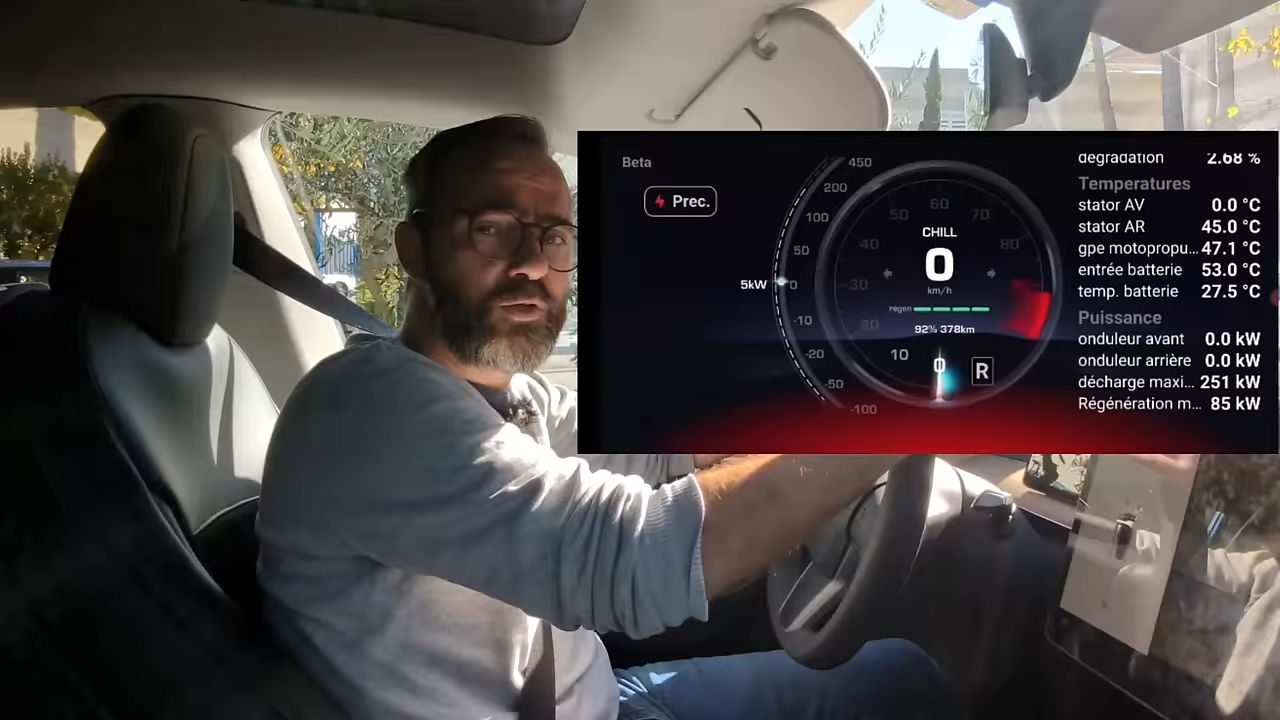 Beta
Prec.
450
200
100
50
5kW
0
-10
-20
-50
-100
50
60
70
40
80
30
20
10
0
CHILL
0
km/h
regen
92% 378km
R
degradation 2.68 %
Temperatures
stator AV 0.0 °C
stator AR 45.0 °C
gpe motopropu... 47.1 °C
entrée batterie 53.0 °C
temp. batterie 27.5 °C
Puissance
onduleur avant 0.0 kW
onduleur arrière 0.0 kW
décharge maxi... 251 kW
Régénération m... 85 kW